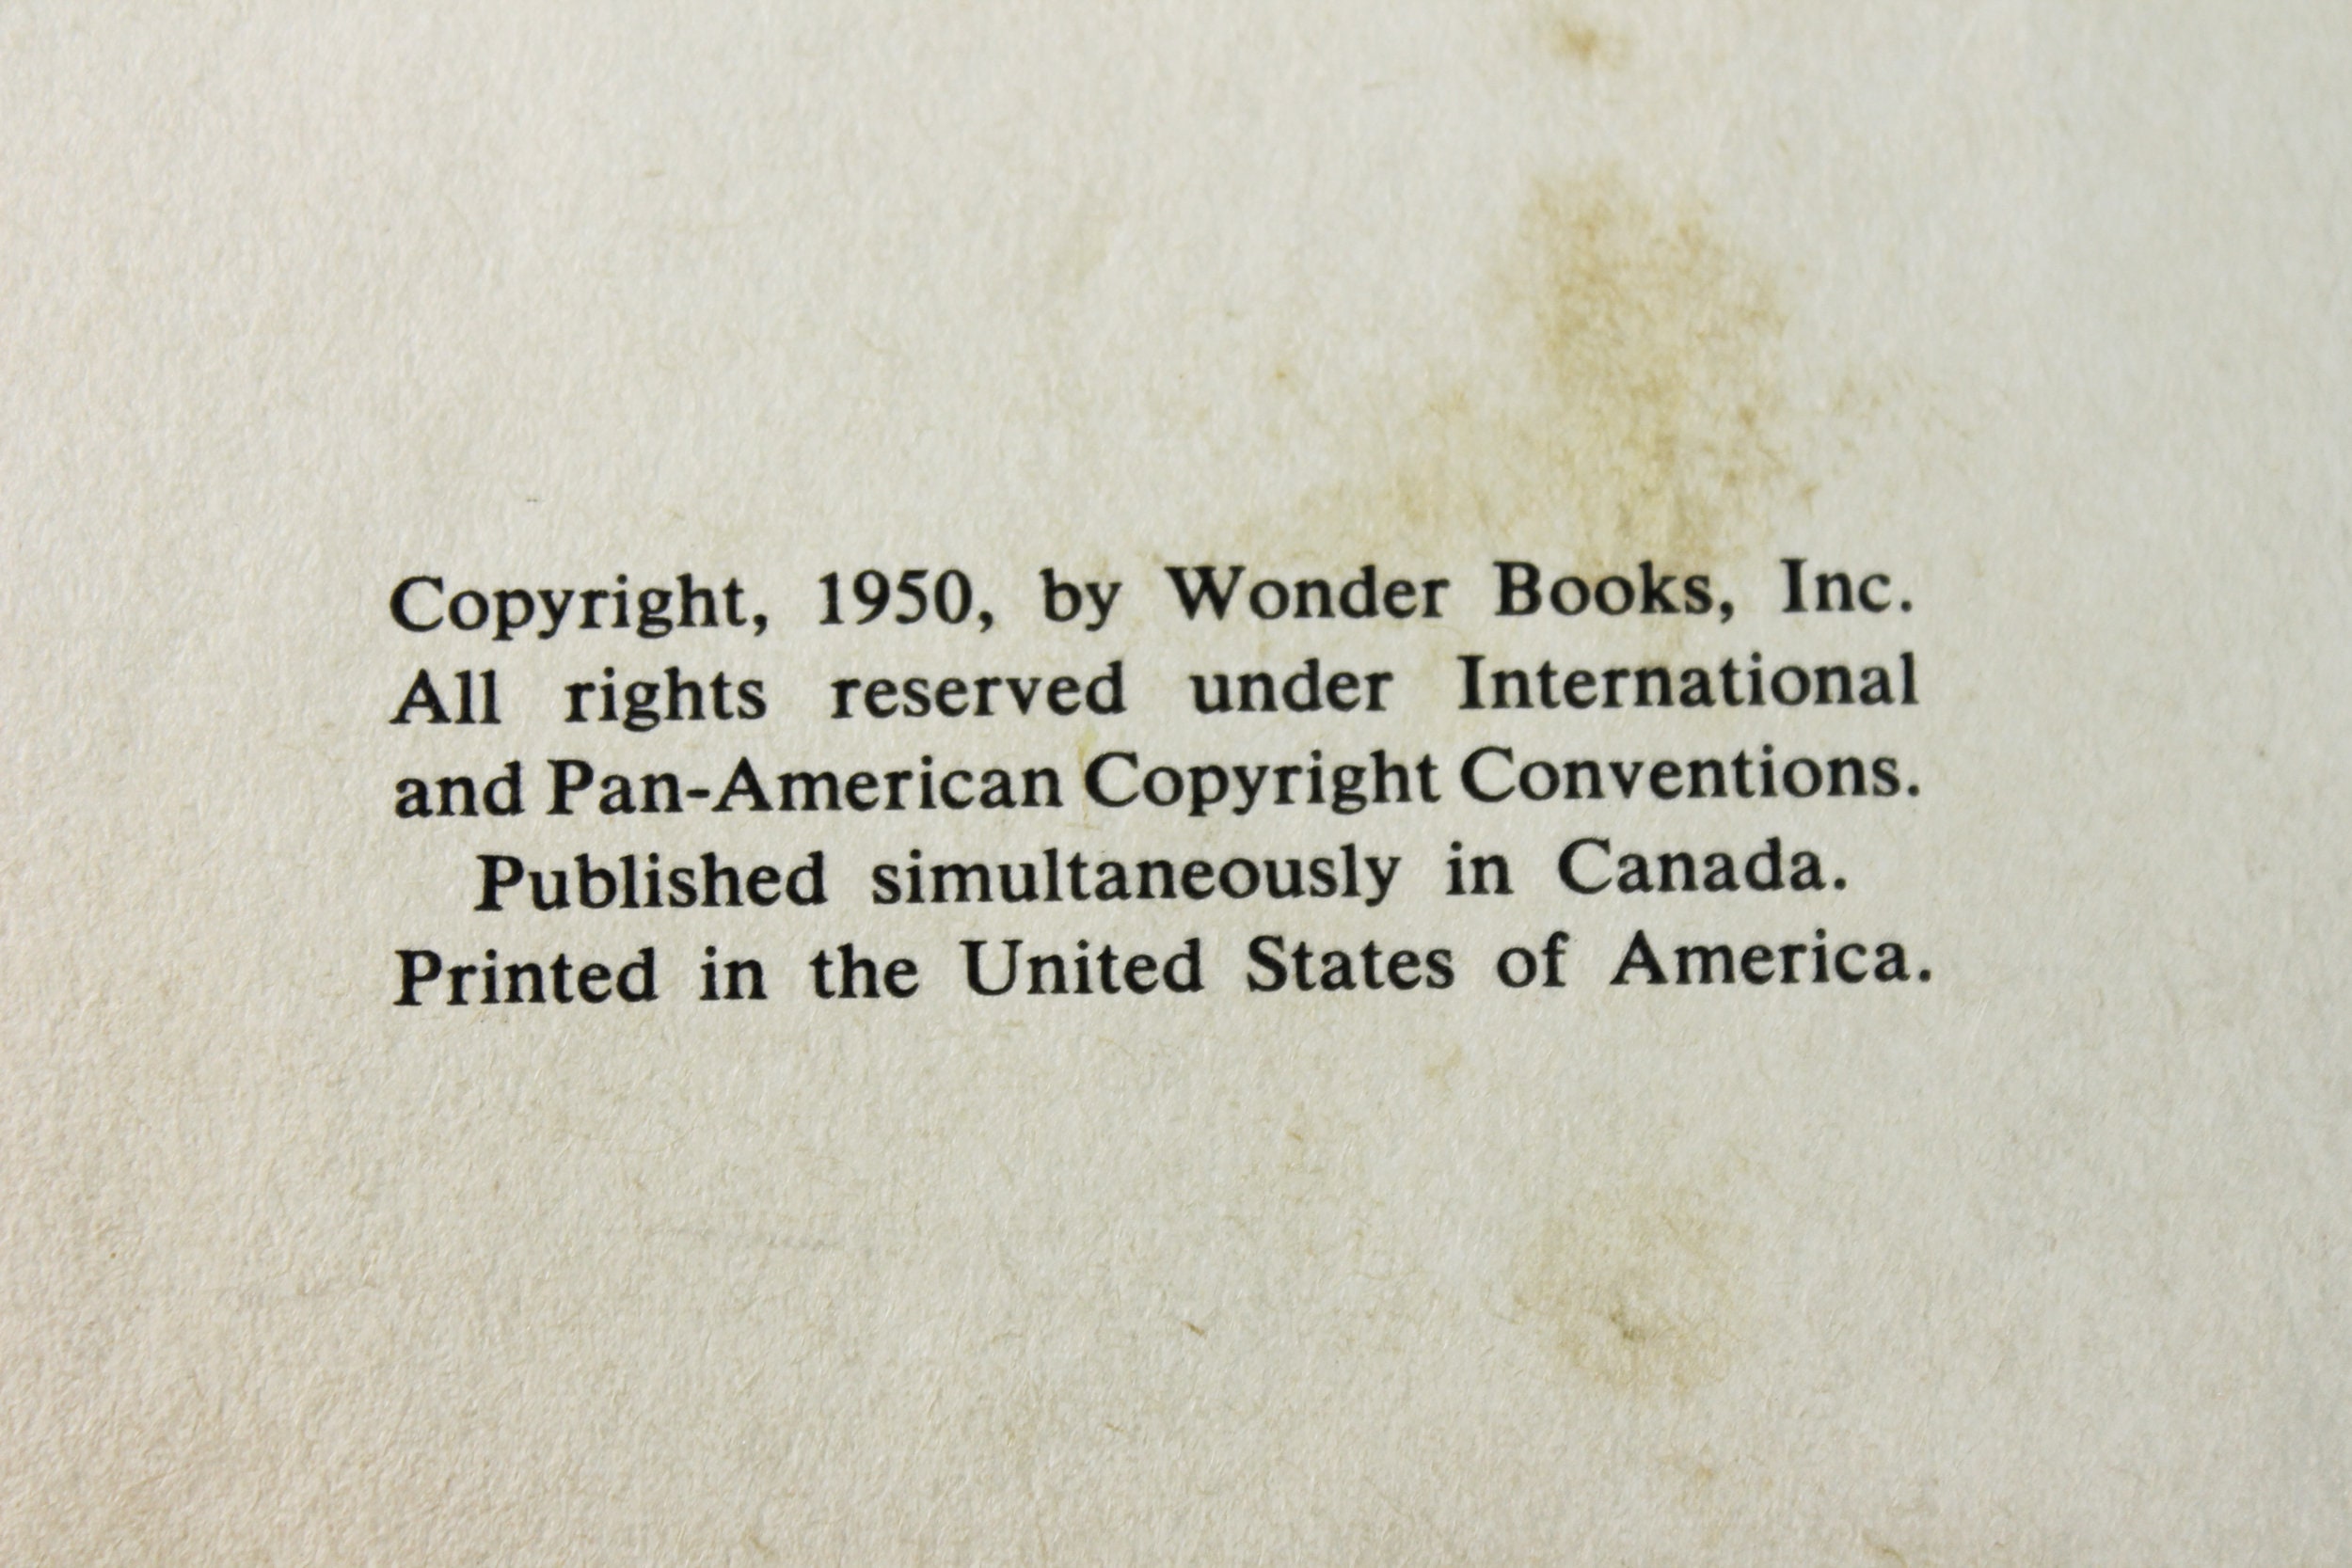 Copyright, 1950, by Wonder Books, Inc.
All rights reserved under International
and Pan-American Copyright Conventions.
Published simultaneously in Canada.
Printed in the United States of America.